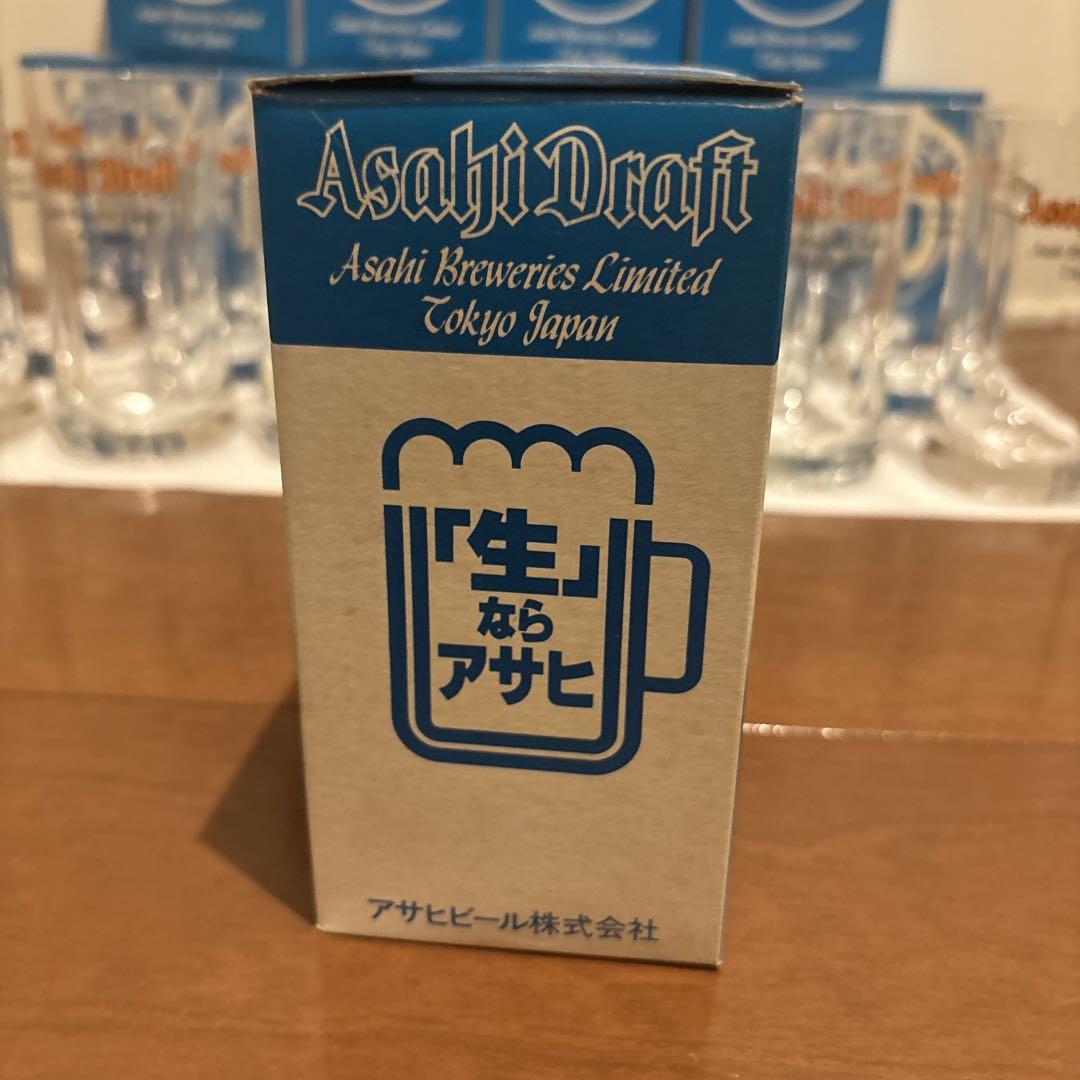 Asahi Draft
Asahi Breweries Limited
Tokyo Japan
「生」
なら
アサヒ
アサヒビール株式会社